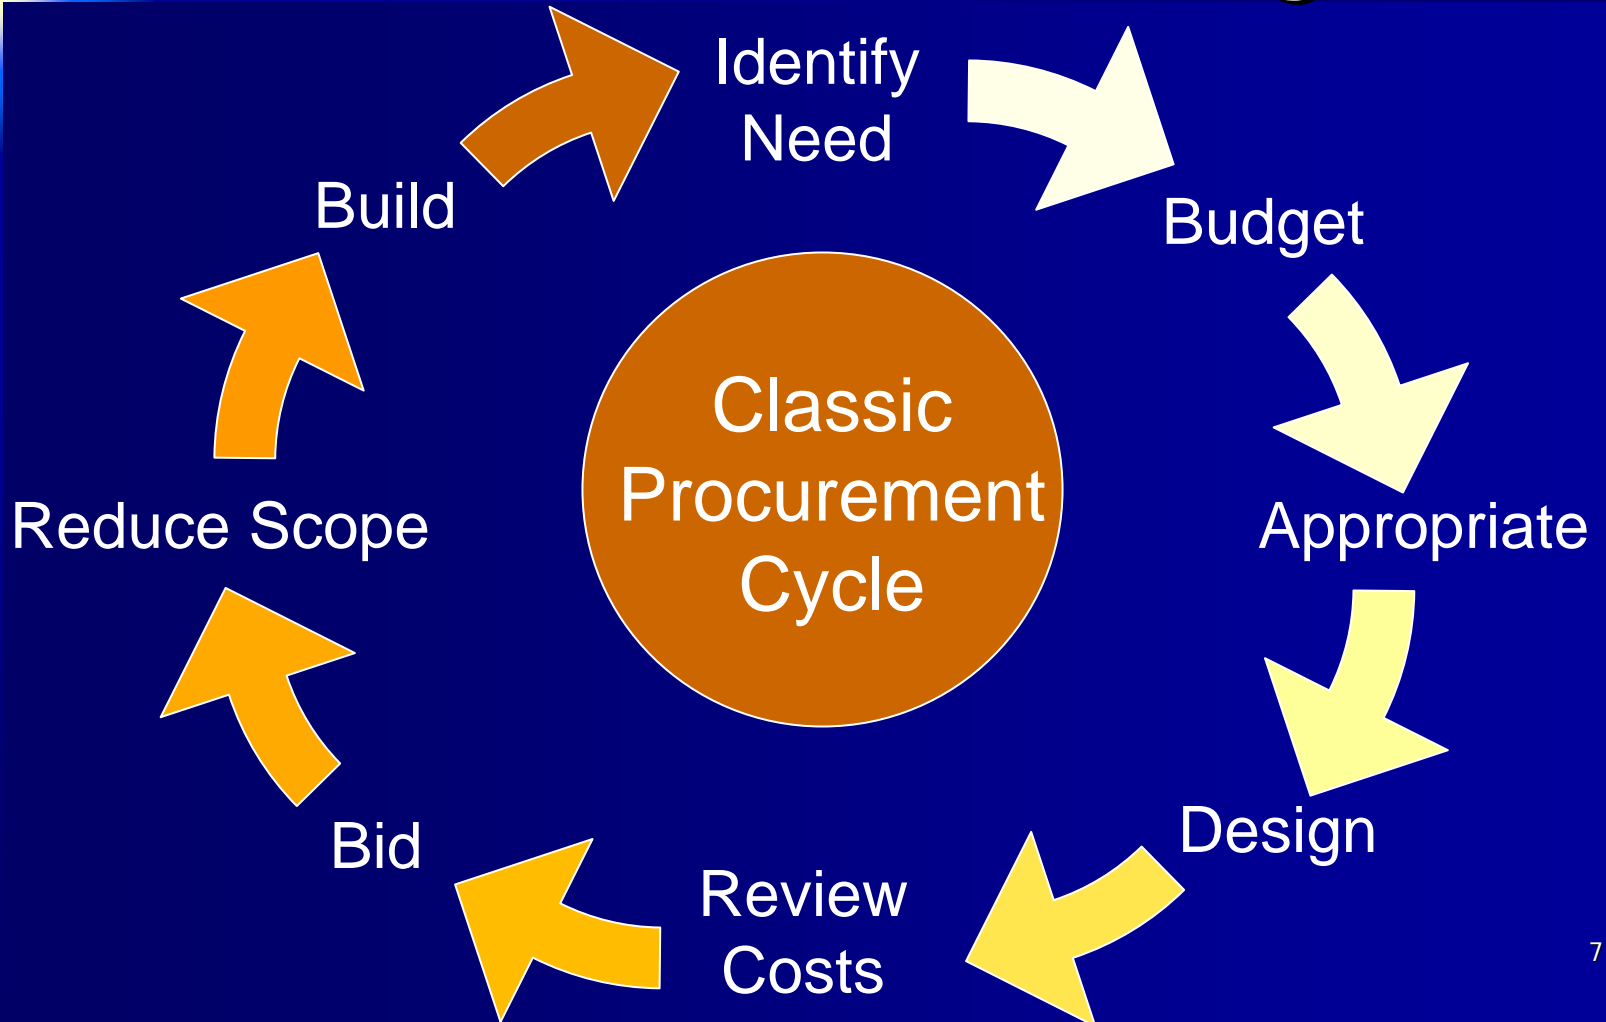 Identify
Need
Budget
Appropriate
Design
Review
Costs
Bid
Reduce Scope
Build
Classic
Procurement
Cycle
7